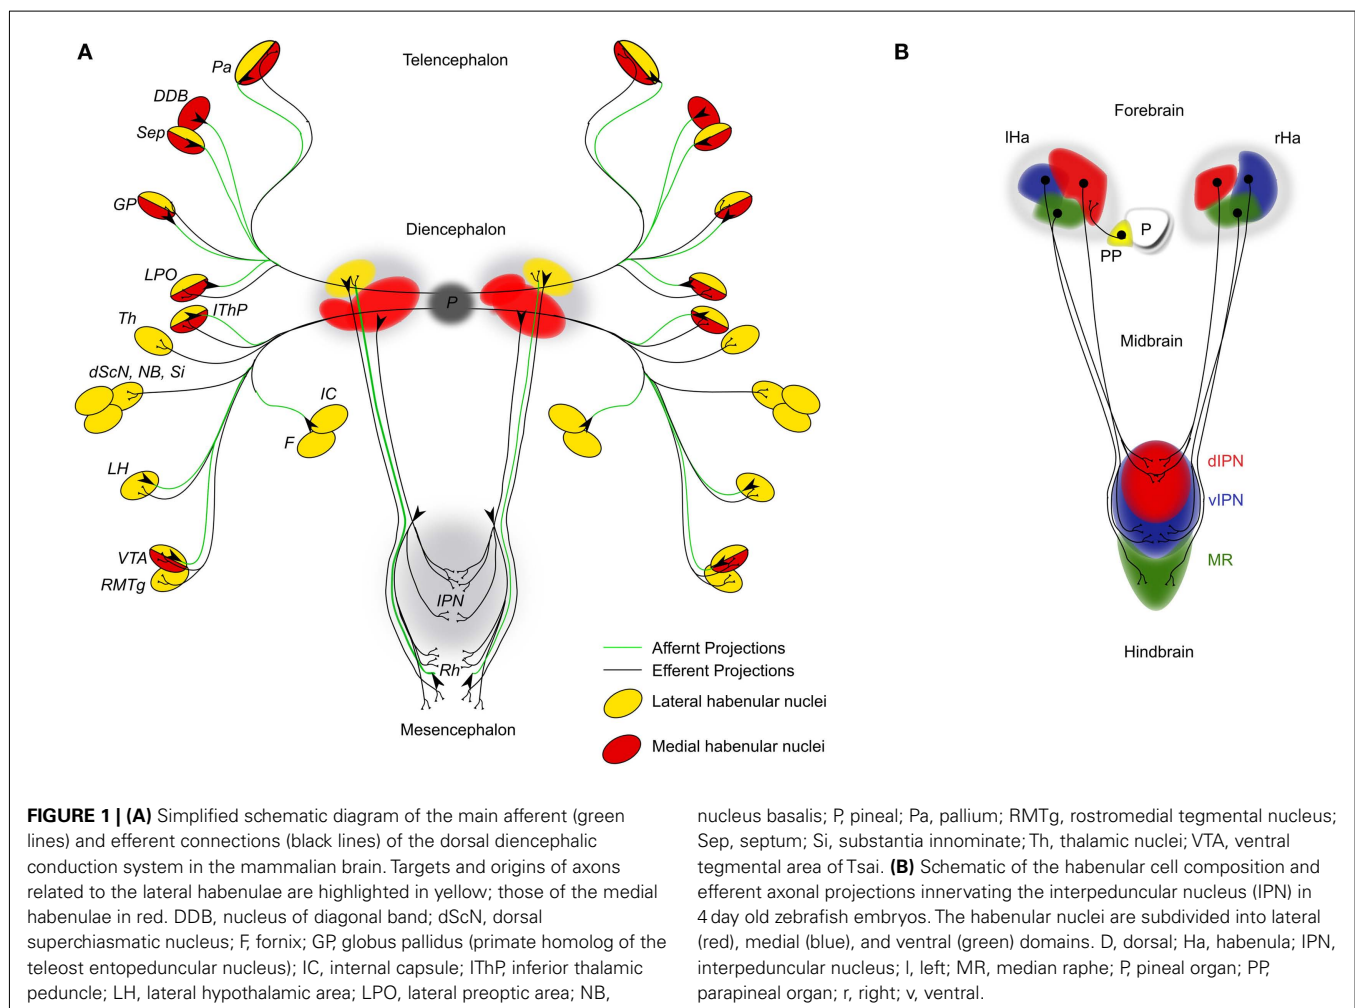 A
Telencephalon
Pa
DDB
Sep
GP
Diencephalon
LPO
IThP
P
Th
dScN, NB, Si
IC
F
LH
VTA
RMTg
IPN
Rh
Mesencephalon
Affernt Projections
Efferent Projections
Lateral habenular nuclei
Medial habenular nuclei
B
Forebrain
lHa
rHa
P
PP
Midbrain
dIPN
vIPN
MR
Hindbrain
FIGURE 1 | (A) Simplified schematic diagram of the main afferent (green
lines) and efferent connections (black lines) of the dorsal diencephalic
conduction system in the mammalian brain. Targets and origins of axons
related to the lateral habenulae are highlighted in yellow; those of the medial
habenulae in red. DDB, nucleus of diagonal band; dScN, dorsal
superchiasmatic nucleus; F, fornix; GP, globus pallidus (primate homolog of the
teleost entopeduncular nucleus); IC, internal capsule; IThP, inferior thalamic
peduncle; LH, lateral hypothalamic area; LPO, lateral preoptic area; NB,
nucleus basalis; P, pineal; Pa, pallium; RMTg, rostromedial tegmental nucleus;
Sep, septum; Si, substantia innominate; Th, thalamic nuclei; VTA, ventral
tegmental area of Tsai. (B) Schematic of the habenular cell composition and
efferent axonal projections innervating the interpeduncular nucleus (IPN) in
4 day old zebrafish embryos. The habenular nuclei are subdivided into lateral
(red), medial (blue), and ventral (green) domains. D, dorsal; Ha, habenula; IPN,
interpeduncular nucleus; l, left; MR, median raphe; P, pineal organ; PP,
parapineal organ; r, right; v, ventral.